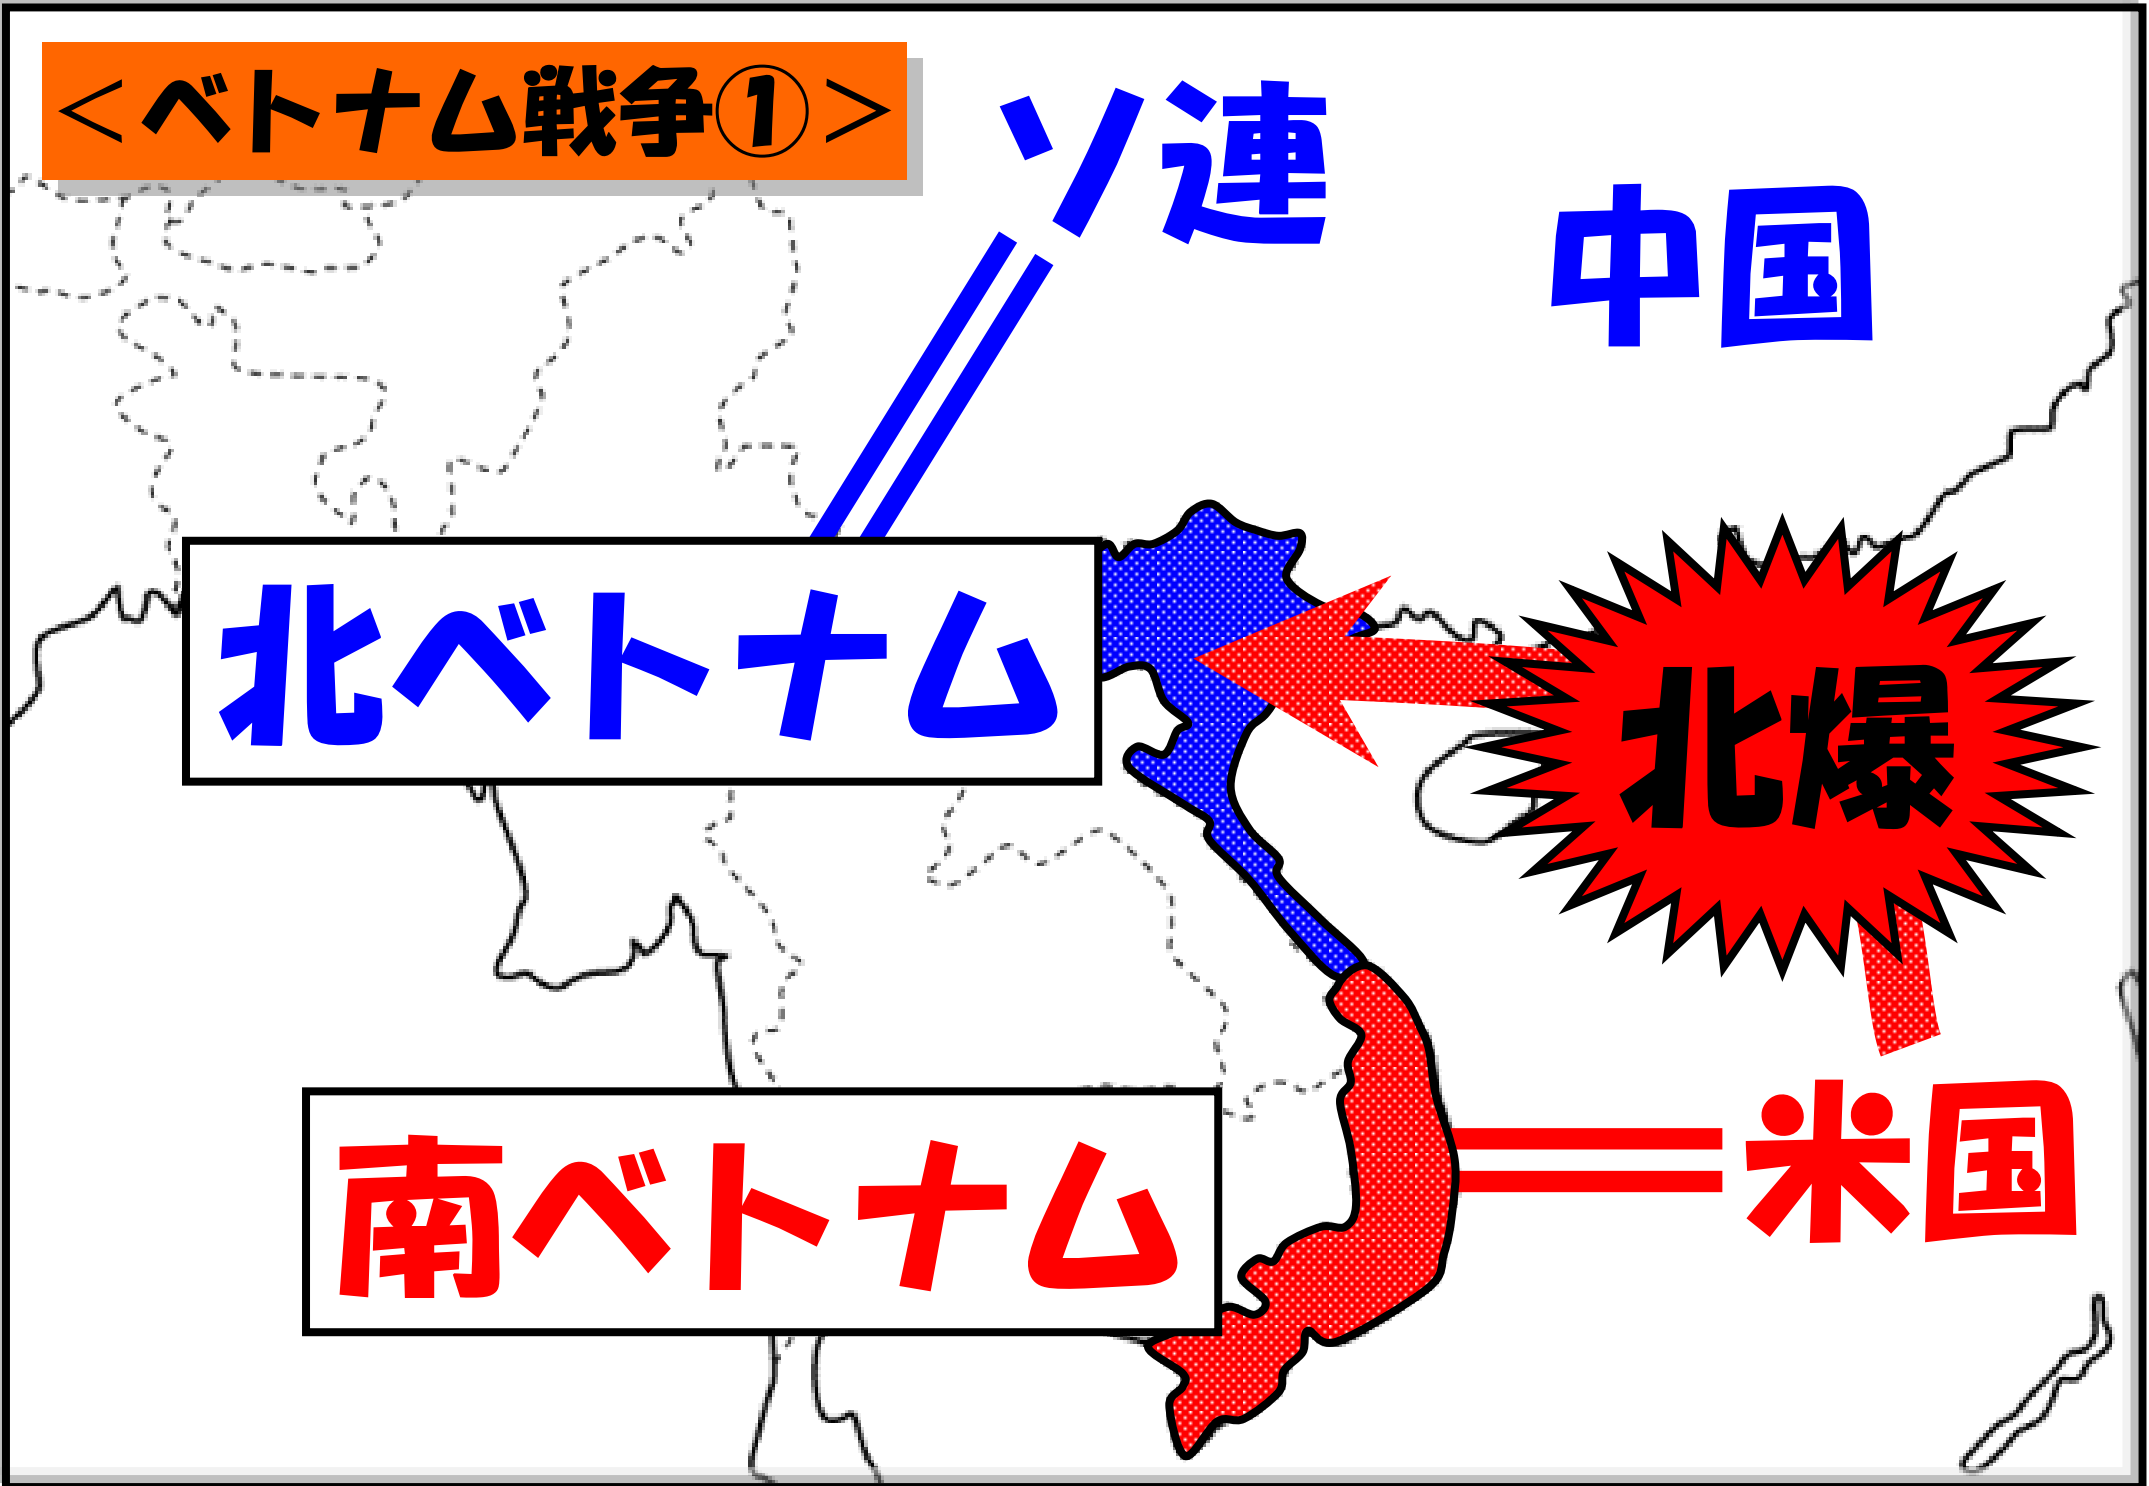 ＜ベトナム戦争①＞
ソ連
中国
北ベトナム
北爆
南ベトナム
米国